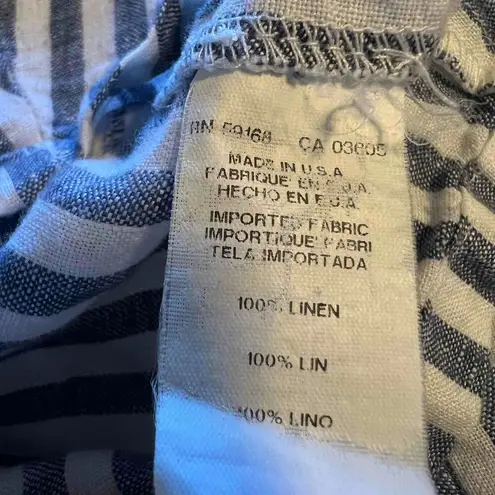 RN 59168 CA 03605
MADE IN U.S.A
FABRIQUE EN E.U.A.
HECHO EN E.U.A.
IMPORTED FABRIC
IMPORTIQUE' FABRI
TELA IMPORTADA
100% LINEN
100% LIN
100% LINO